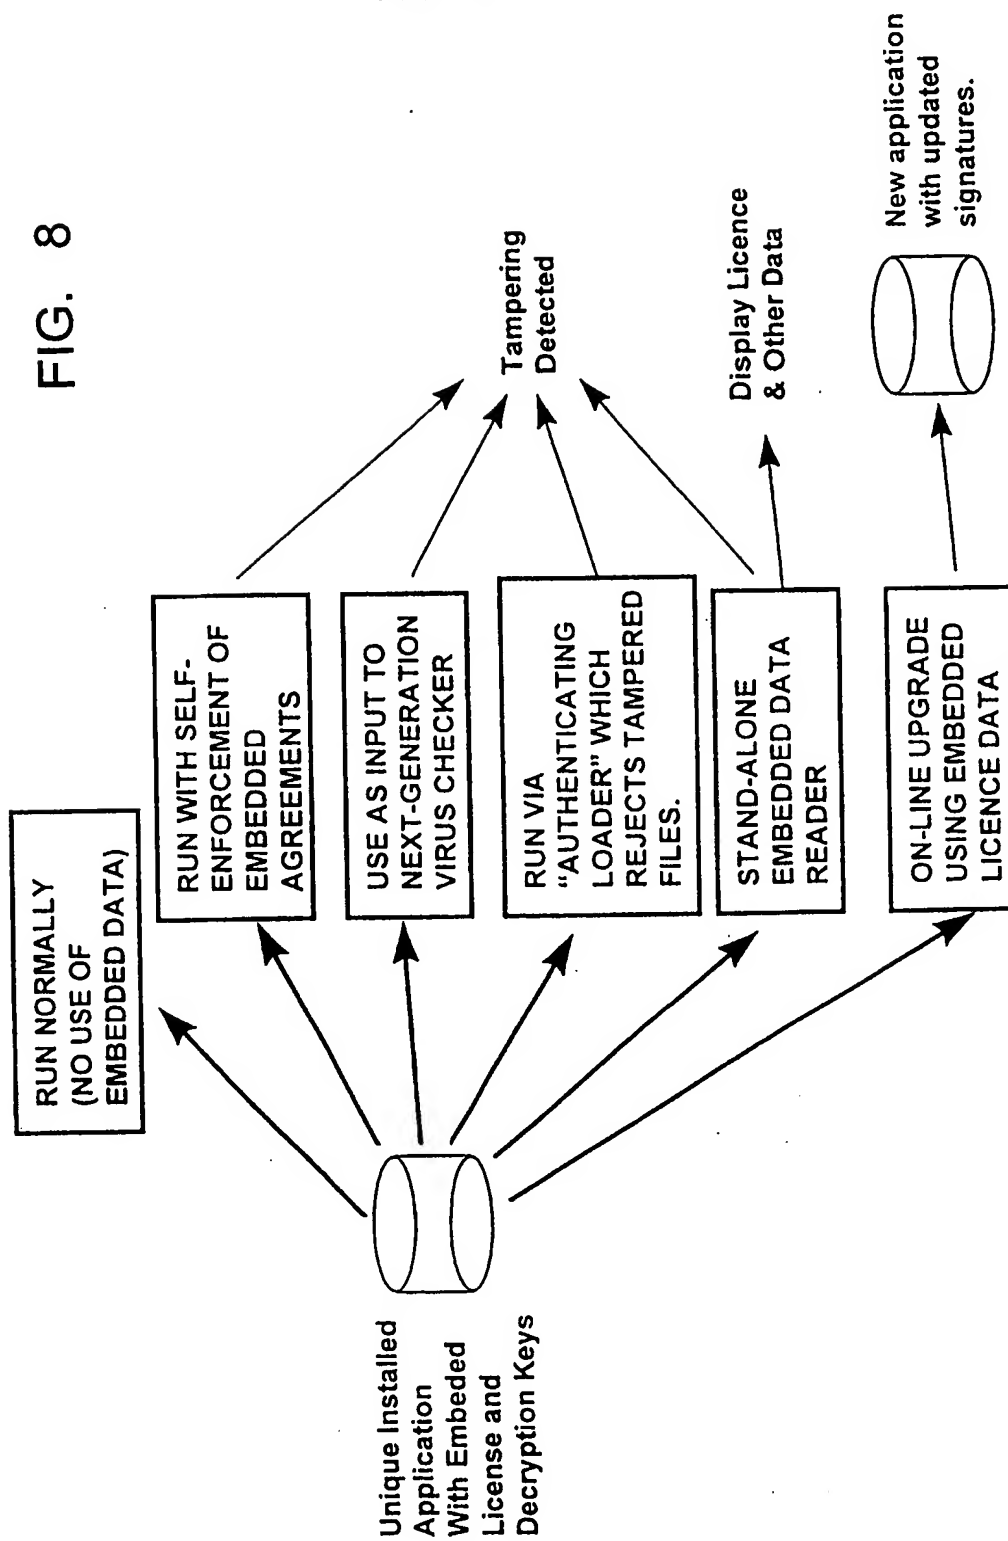 FIG. 8
RUN NORMALLY
(NO USE OF
EMBEDDED DATA)
RUN WITH SELF-
ENFORCEMENT OF
EMBEDDED
AGREEMENTS
USE AS INPUT TO
NEXT-GENERATION
VIRUS CHECKER
RUN VIA
“AUTHENTICATING
LOADER” WHICH
REJECTS TAMPERED
FILES.
STAND-ALONE
EMBEDDED DATA
READER
ON-LINE UPGRADE
USING EMBEDDED
LICENCE DATA
Unique Installed
Application
With Embeded
License and
Decryption Keys
Tampering
Detected
Display Licence
& Other Data
New application
with updated
signatures.